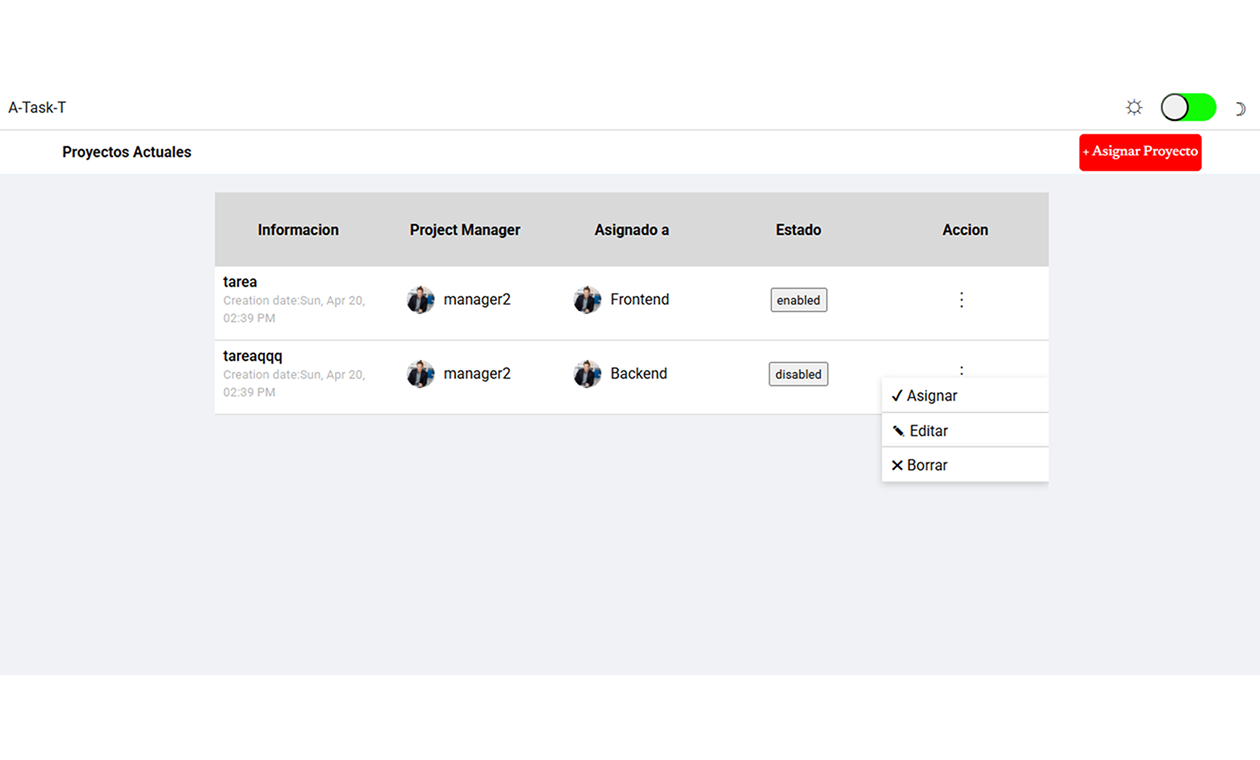 A-Task-T
Proyectos Actuales
+ Asignar Proyecto
Informacion Project Manager Asignado a Estado Accion
tarea
Creation date:Sun, Apr 20,
02:39 PM
manager2 Frontend enabled
tareaqqq
Creation date:Sun, Apr 20,
02:39 PM
manager2 Backend disabled
Asignar
Editar
Borrar